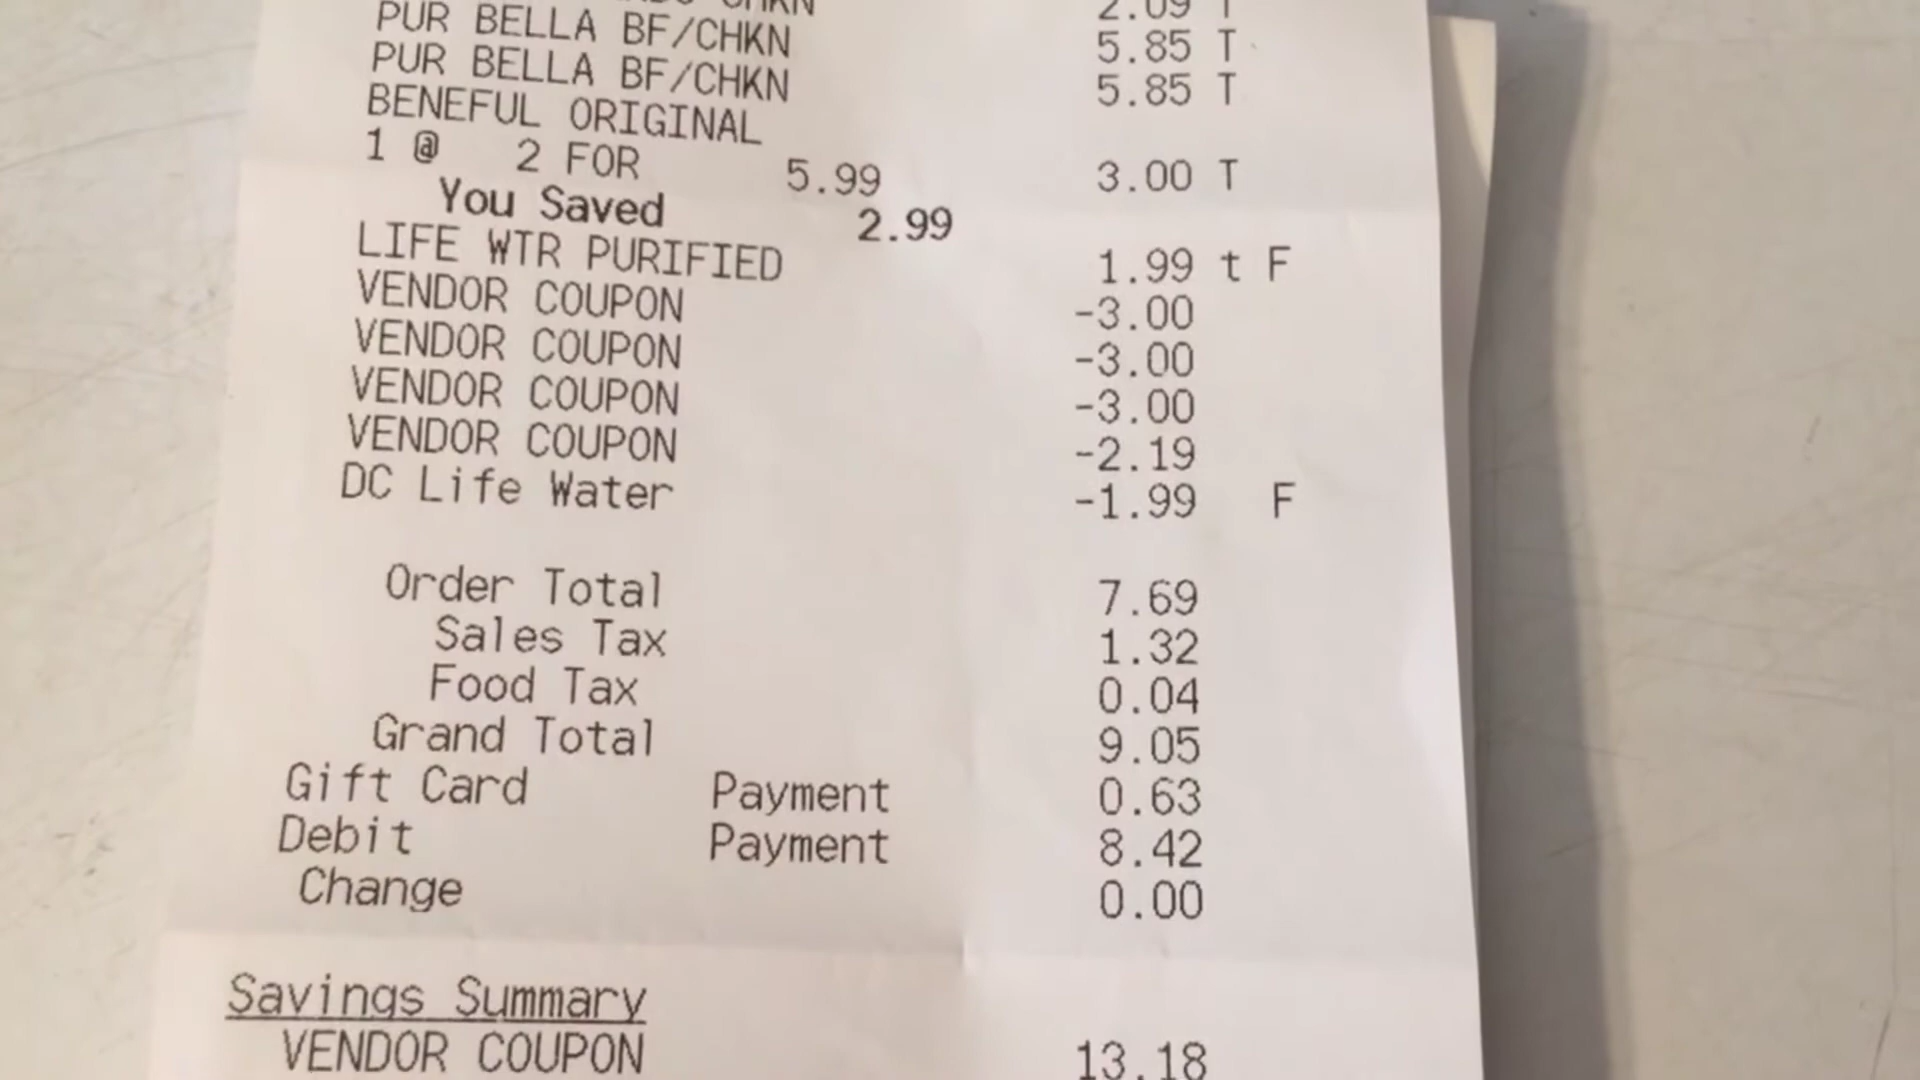 CHKN 2.09 T
PUR BELLA BF/CHKN 5.85 T
PUR BELLA BF/CHKN 5.85 T
BENEFUL ORIGINAL
1 @ 2 FOR 5.99 3.00 T
You Saved 2.99
LIFE WTR PURIFIED 1.99 t F
VENDOR COUPON -3.00
VENDOR COUPON -3.00
VENDOR COUPON -3.00
VENDOR COUPON -2.19
DC Life Water -1.99 F
Order Total 7.69
Sales Tax 1.32
Food Tax 0.04
Grand Total 9.05
Gift Card Payment 0.63
Debit Payment 8.42
Change 0.00
Savings Summary
VENDOR COUPON 13.18